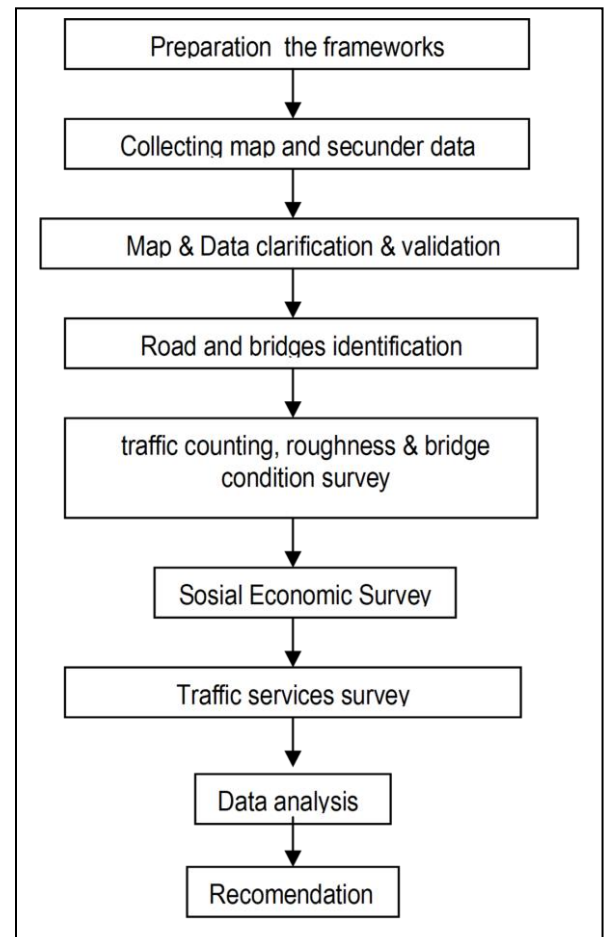 Preparation the frameworks
Collecting map and secunder data
Map & Data clarification & validation
Road and bridges identification
traffic counting, roughness & bridge
condition survey
Sosial Economic Survey
Traffic services survey
Data analysis
Recomendation